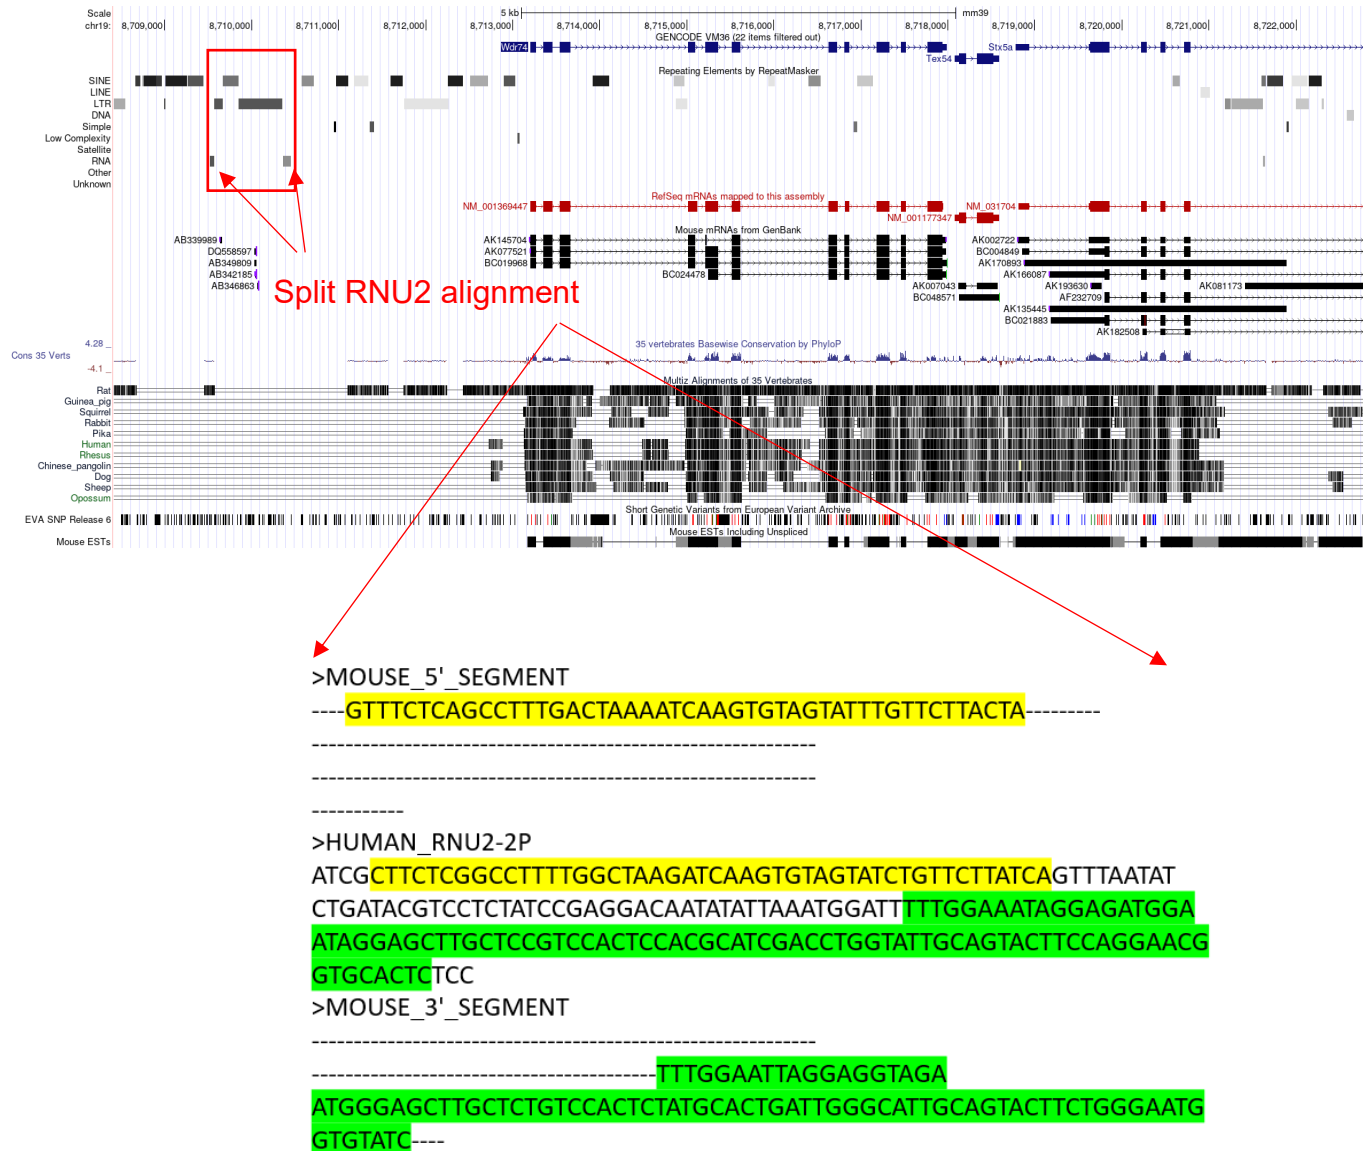 Scale
5 kb
mm39
chr19:
8,709,000
8,710,000
8,711,000
8,712,000
8,713,000
8,714,000
8,715,000
8,716,000
8,717,000
8,718,000
8,719,000
8,720,000
8,721,000
8,722,000
GENCODE VM36 (22 items filtered out)
Wdr74
Stx5a
Tex54
Repeating Elements by RepeatMasker
SINE
LINE
LTR
DNA
Simple
Low Complexity
Satellite
RNA
Other
Unknown
RefSeq mRNAs mapped to this assembly
NM_001369447
NM_031704
NM_001177347
Mouse mRNAs from GenBank
AB339989
AK145704
AK002722
DQ558597
AK077521
BC004849
AB349809
BC019968
AK170893
AB342185
BC024478
AK166087
AB346863
AK007043
AK193630
AK081173
BC048571
AF232709
AK135445
BC021883
AK182508
Split RNU2 alignment
4.28 _
35 vertebrates Basewise Conservation by PhyloP
Cons 35 Verts
-4.1 _
Multiz Alignments of 35 Vertebrates
Rat
Guinea_pig
Squirrel
Rabbit
Pika
Human
Rhesus
Chinese_pangolin
Dog
Sheep
Opossum
Short Genetic Variants from European Variant Archive
EVA SNP Release 6
Mouse ESTs Including Unspliced
Mouse ESTs
>MOUSE_5'_SEGMENT
----GTTTCTCAGCCTTTGACTAAAATCAAGTGTAGTATTTGTTCTTACTA---------
------------------------------------------------------------
------------------------------------------------------------
-----------
>HUMAN_RNU2-2P
ATCGCTTCTCGGCCTTTTGGCTAAGATCAAGTGTAGTATCTGTTCTTATCAGTTTAATAT
CTGATACGTCCTCTATCCGAGGACAATATATTAAATGGATTTTTGGAAATAGGAGATGGA
ATAGGAGCTTGCTCCGTCCACTCCACGCATCGACCTGGTATTGCAGTACTTCCAGGAACG
GTGCACTCTCC
>MOUSE_3'_SEGMENT
------------------------------------------------------------
-----------------------------------------TTTGGAATTAGGAGGTAGA
ATGGGAGCTTGCTCTGTCCACTCTATGCACTGATTGGGCATTGCAGTACTTCTGGGAATG
GTGTATC----